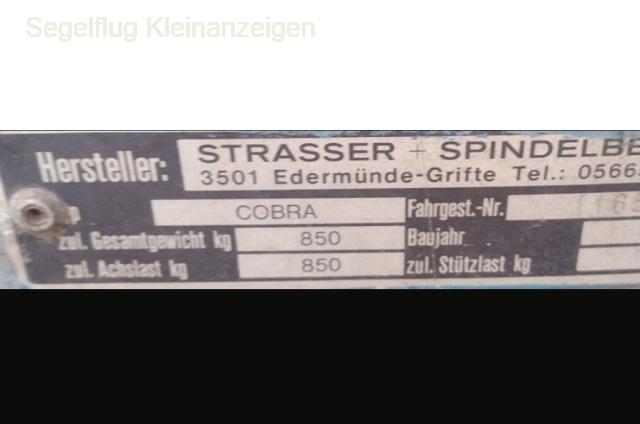 Segelflug Kleinanzeigen
Hersteller: STRASSER + SPINDELBE
3501 Edermünde-Grifte Tel.: 0566
COBRA Fahrgest.-Nr.
zul. Gesamtgewicht kg 850 Baujahr
zul. Achslast kg 850 zul. Stützlast kg